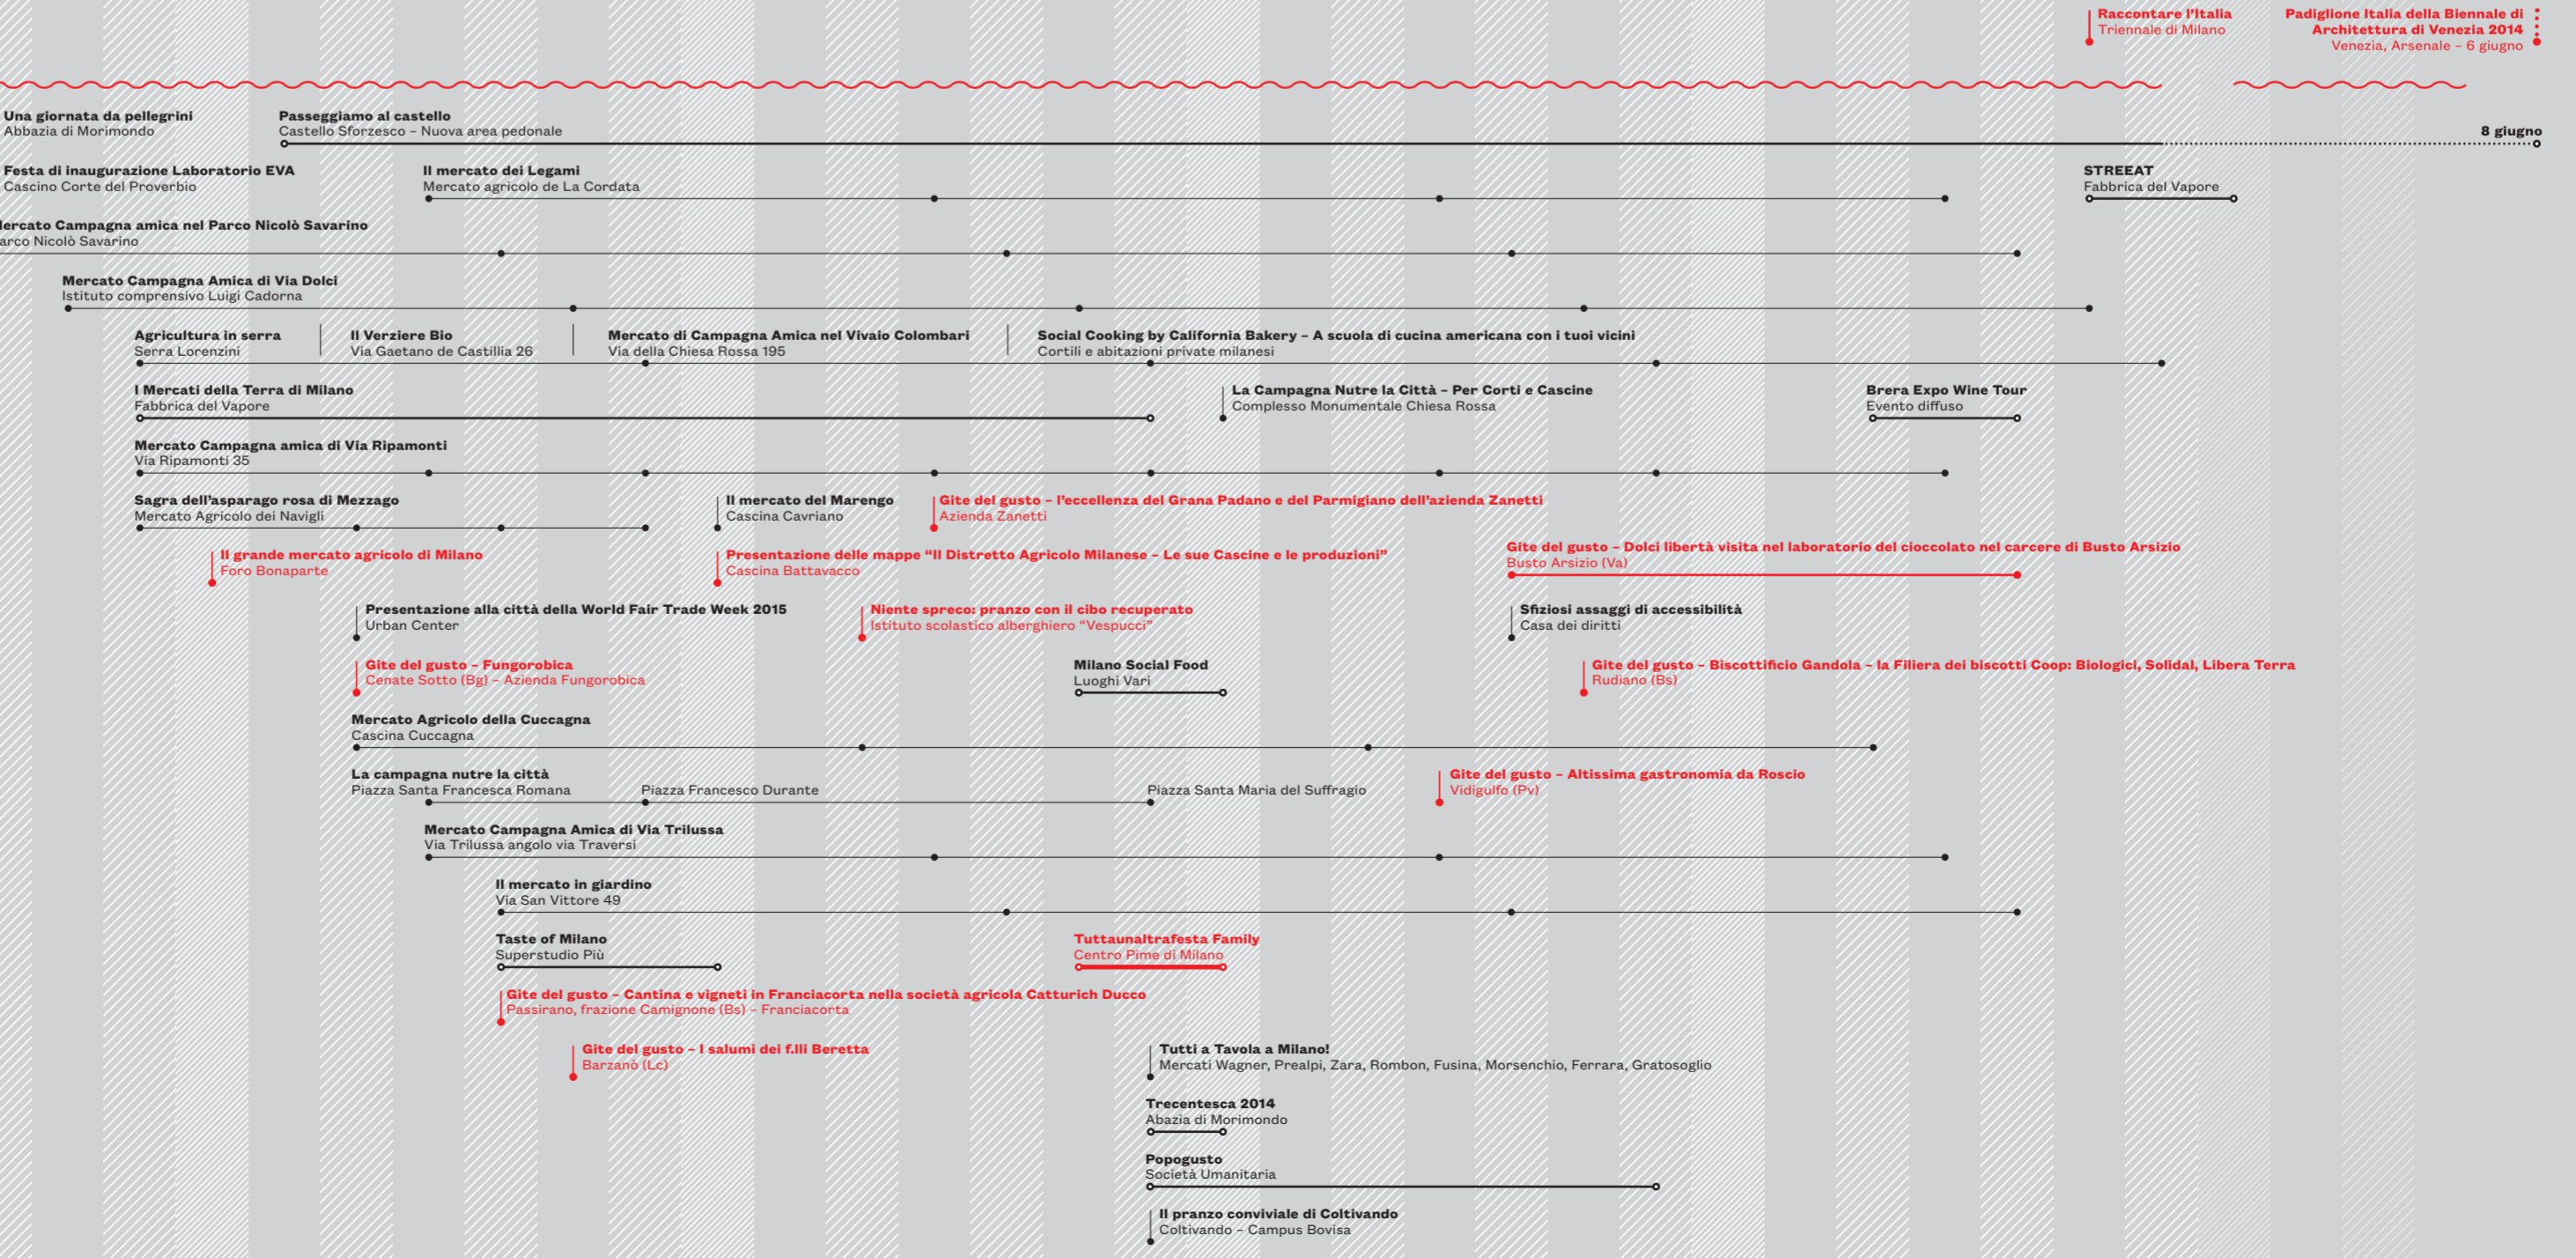 Raccontare l'Italia
Triennale di Milano
Padiglione Italia della Biennale di
Architettura di Venezia 2014
Venezia, Arsenale – 6 giugno
Una giornata da pellegrini
Abbazia di Morimondo
Passeggiamo al castello
Castello Sforzesco – Nuova area pedonale
8 giugno
Festa di inaugurazione Laboratorio EVA
Cascino Corte del Proverbio
Il mercato dei Legami
Mercato agricolo de La Cordata
STREEAT
Fabbrica del Vapore
ercato Campagna amica nel Parco Nicolò Savarino
arco Nicolò Savarino
Mercato Campagna Amica di Via Dolci
Istituto comprensivo Luigi Cadorna
Agricultura in serra
Serra Lorenzini
Il Verziere Bio
Via Gaetano de Castillia 26
Mercato di Campagna Amica nel Vivaio Colombari
Via della Chiesa Rossa 195
Social Cooking by California Bakery – A scuola di cucina americana con i tuoi vicini
Cortili e abitazioni private milanesi
I Mercati della Terra di Milano
Fabbrica del Vapore
La Campagna Nutre la Città – Per Corti e Cascine
Complesso Monumentale Chiesa Rossa
Brera Expo Wine Tour
Evento diffuso
Mercato Campagna amica di Via Ripamonti
Via Ripamonti 35
Sagra dell'asparago rosa di Mezzago
Mercato Agricolo dei Navigli
Il mercato del Marengo
Cascina Cavriano
Gite del gusto – l'eccellenza del Grana Padano e del Parmigiano dell'azienda Zanetti
Azienda Zanetti
Il grande mercato agricolo di Milano
Foro Bonaparte
Presentazione delle mappe “Il Distretto Agricolo Milanese – Le sue Cascine e le produzioni”
Cascina Battavacco
Gite del gusto – Dolci libertà visita nel laboratorio del cioccolato nel carcere di Busto Arsizio
Busto Arsizio (Va)
Presentazione alla città della World Fair Trade Week 2015
Urban Center
Niente spreco: pranzo con il cibo recuperato
Istituto scolastico alberghiero “Vespucci”
Sfiziosi assaggi di accessibilità
Casa dei diritti
Gite del gusto – Fungorobica
Cenate Sotto (Bg) – Azienda Fungorobica
Milano Social Food
Luoghi Vari
Gite del gusto – Biscottificio Gandola – la Filiera dei biscotti Coop: Biologici, Solidal, Libera Terra
Rudiano (Bs)
Mercato Agricolo della Cuccagna
Cascina Cuccagna
La campagna nutre la città
Piazza Santa Francesca Romana
Piazza Francesco Durante
Piazza Santa Maria del Suffragio
Gite del gusto – Altissima gastronomia da Roscio
Vidigulfo (Pv)
Mercato Campagna Amica di Via Trilussa
Via Trilussa angolo via Traversi
Il mercato in giardino
Via San Vittore 49
Taste of Milano
Superstudio Più
Tuttaunaltrafesta Family
Centro Pime di Milano
Gite del gusto – Cantina e vigneti in Franciacorta nella società agricola Catturich Ducco
Passirano, frazione Camignone (Bs) – Franciacorta
Gite del gusto – I salumi dei f.lli Beretta
Barzanò (Lc)
Tutti a Tavola a Milano!
Mercati Wagner, Prealpi, Zara, Rombon, Fusina, Morsenchio, Ferrara, Gratosoglio
Trecentesca 2014
Abazia di Morimondo
Popogusto
Società Umanitaria
Il pranzo conviviale di Coltivando
Coltivando – Campus Bovisa